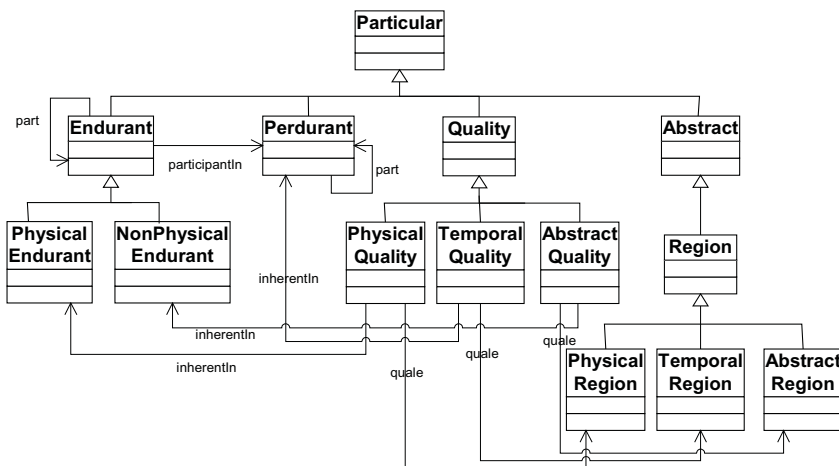 Particular
part
Endurant
Perdurant
Quality
Abstract
participantIn
part
Physical
Endurant
NonPhysical
Endurant
Physical
Quality
Temporal
Quality
Abstract
Quality
Region
inherentIn
inherentIn
inherentIn
quale
quale
quale
Physical
Region
Temporal
Region
Abstract
Region